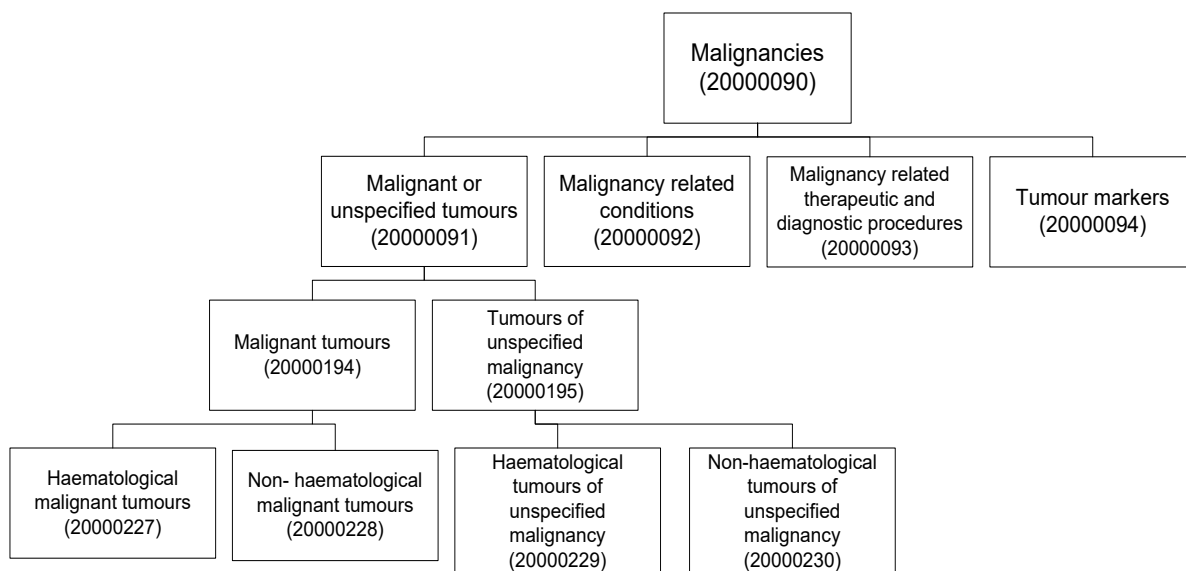 Malignancies
(20000090)
Malignant or
unspecified tumours
(20000091)
Malignancy related
conditions
(20000092)
Malignancy related
therapeutic and
diagnostic procedures
(20000093)
Tumour markers
(20000094)
Malignant tumours
(20000194)
Tumours of
unspecified
malignancy
(20000195)
Haematological
malignant tumours
(20000227)
Non- haematological
malignant tumours
(20000228)
Haematological
tumours of
unspecified
malignancy
(20000229)
Non-haematological
tumours of
unspecified
malignancy
(20000230)